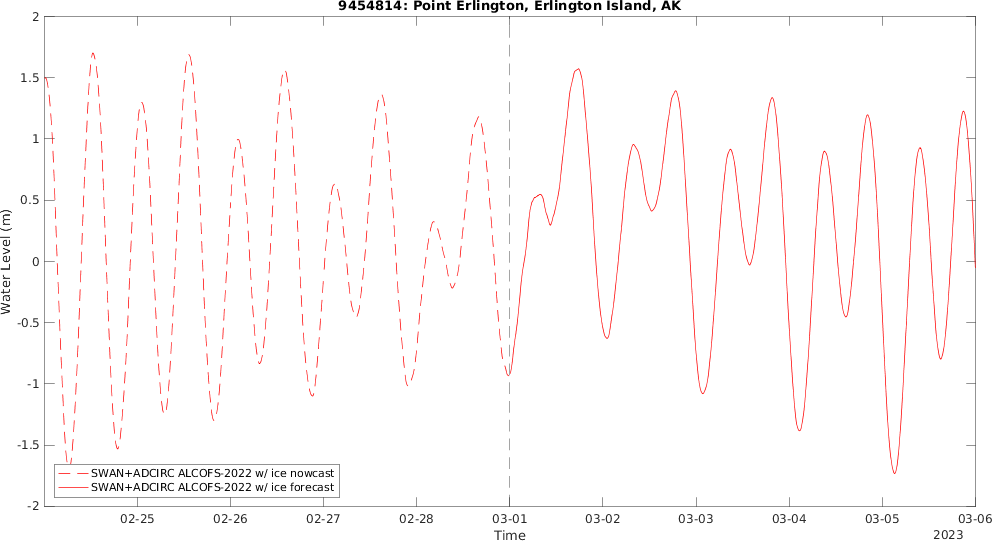 9454814: Point Erlington, Erlington Island, AK
2
1.5
1
0.5
0
-0.5
-1
-1.5
-2
Water Level (m)
SWAN+ADCIRC ALCOFS-2022 w/ ice nowcast
SWAN+ADCIRC ALCOFS-2022 w/ ice forecast
02-25 02-26 02-27 02-28 03-01 03-02 03-03 03-04 03-05 03-06
Time
2023